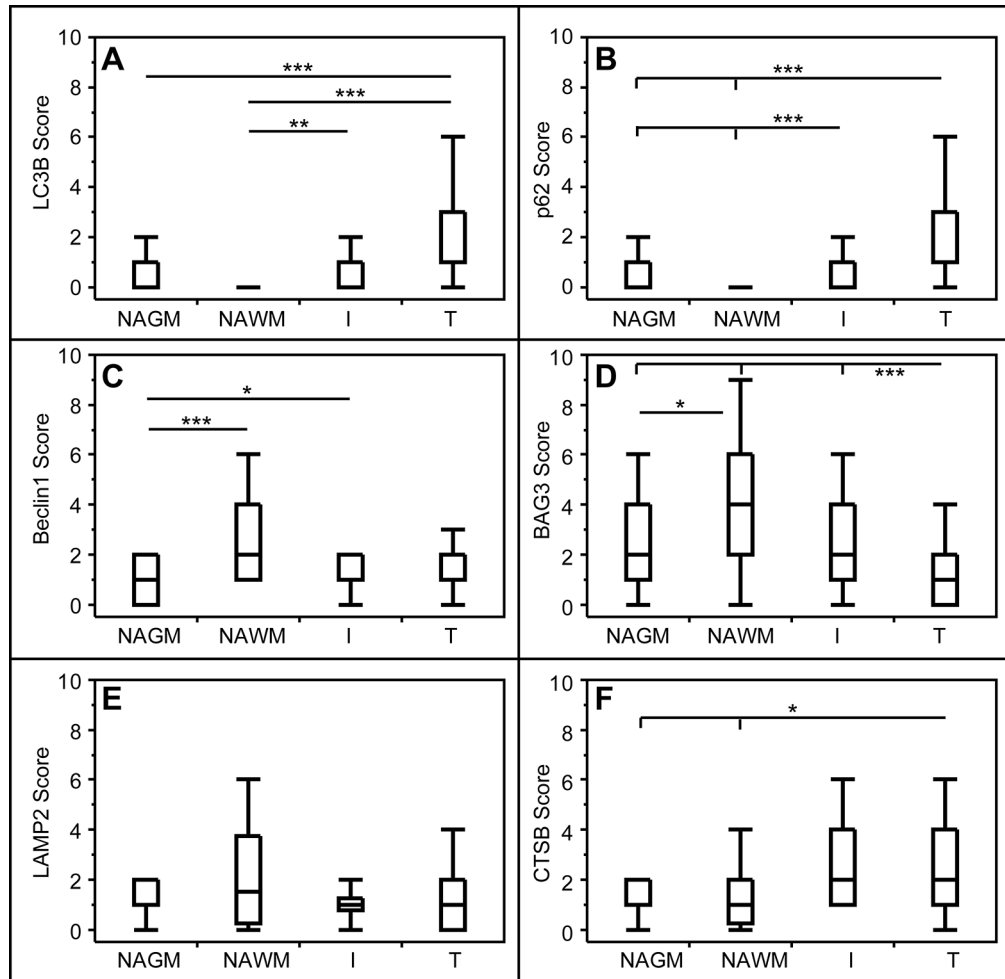 A
LC3B Score
10
8
6
4
2
0
***
***
**
NAGM NAWM I T
B
p62 Score
10
8
6
4
2
0
***
***
NAGM NAWM I T
C
Beclin1 Score
10
8
6
4
2
0
*
***
NAGM NAWM I T
D
BAG3 Score
10
8
6
4
2
0
***
*
NAGM NAWM I T
E
LAMP2 Score
10
8
6
4
2
0
NAGM NAWM I T
F
CTSB Score
10
8
6
4
2
0
*
NAGM NAWM I T